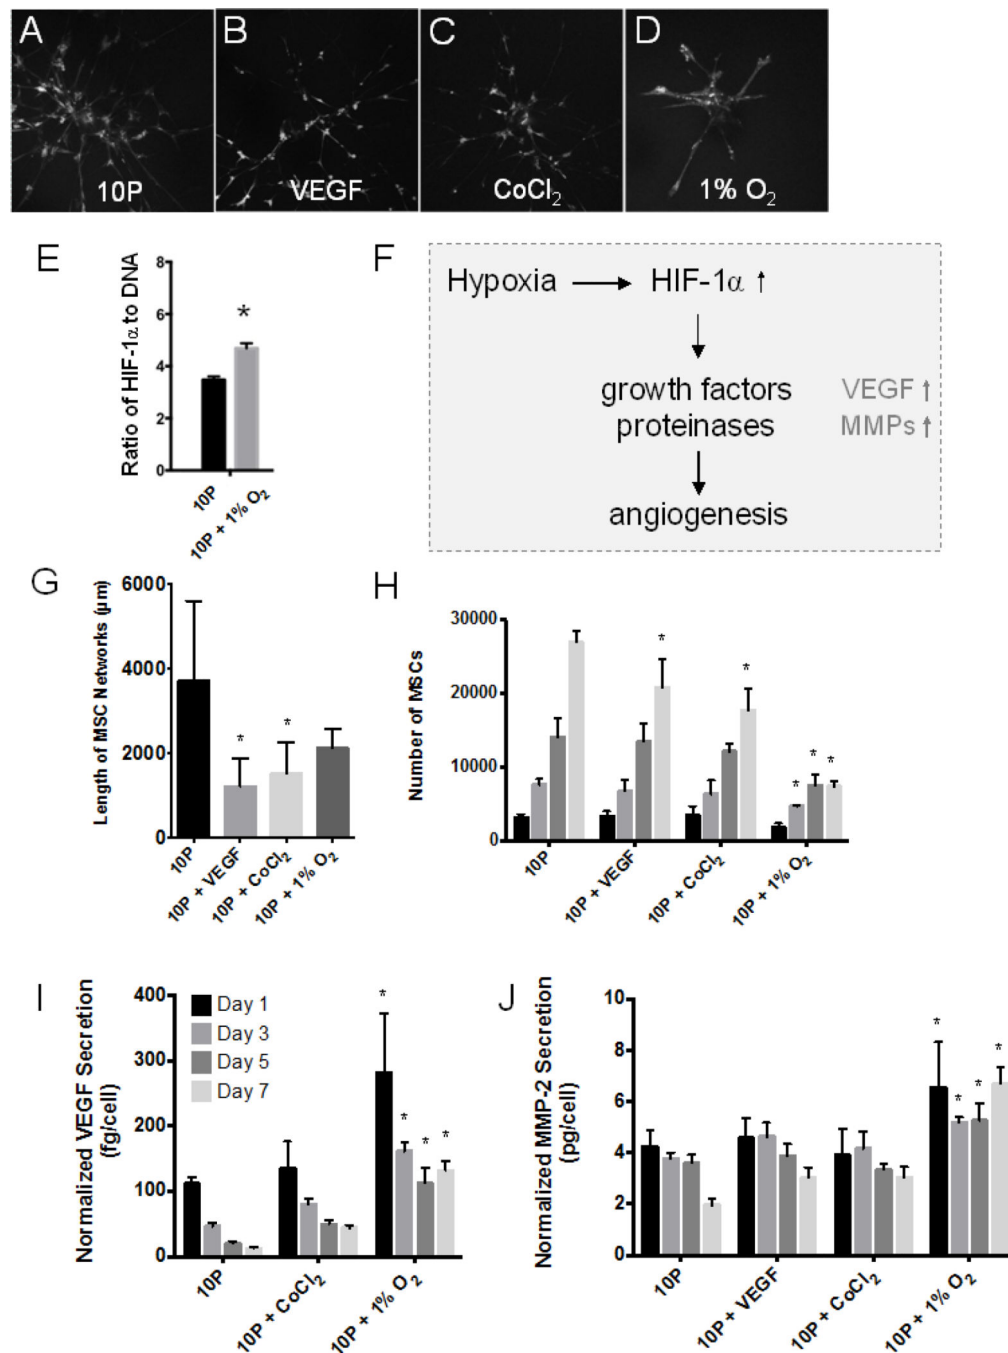 A
B
C
D
10P
VEGF
CoCl₂
1% O₂
E
Ratio of HIF-1α to DNA
8
6
4
2
0
*
10P
10P + 1% O₂
F
Hypoxia → HIF-1α ↑
growth factors VEGF ↑
proteinases MMPs ↑
angiogenesis
G
Length of MSC Networks (µm)
6000
4000
2000
0
*
*
10P
10P + VEGF
10P + CoCl₂
10P + 1% O₂
H
Number of MSCs
30000
20000
10000
0
*
*
*
*
*
10P
10P + VEGF
10P + CoCl₂
10P + 1% O₂
I
Normalized VEGF Secretion
(fg/cell)
400
300
200
100
0
Day 1
Day 3
Day 5
Day 7
*
*
*
*
10P
10P + CoCl₂
10P + 1% O₂
J
Normalized MMP-2 Secretion
(pg/cell)
10
8
6
4
2
0
*
*
*
*
10P
10P + VEGF
10P + CoCl₂
10P + 1% O₂